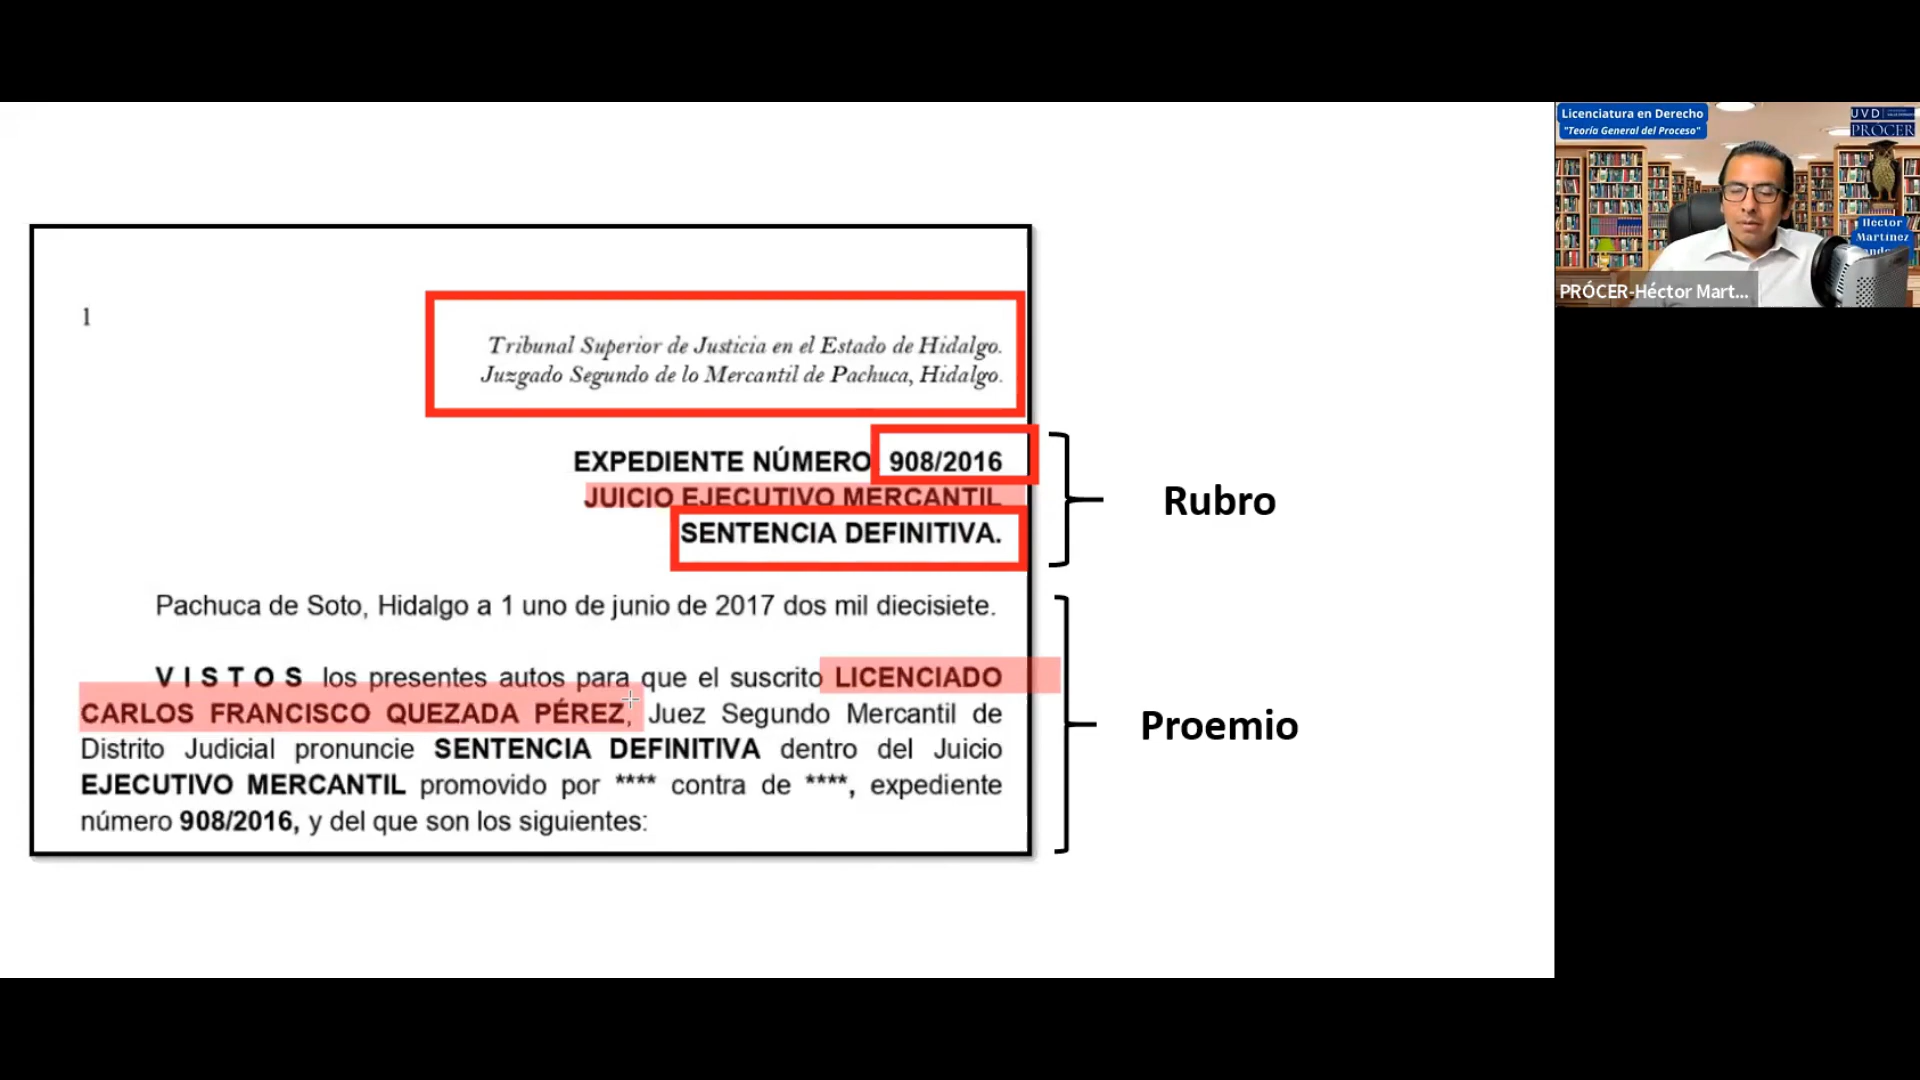 Licenciatura en Derecho
"Teoría General del Proceso"
UVD
PROCER
Héctor
Martínez
PRÓCER-Héctor Mart...
1
Tribunal Superior de Justicia en el Estado de Hidalgo.
Juzgado Segundo de lo Mercantil de Pachuca, Hidalgo.
EXPEDIENTE NÚMERO 908/2016
JUICIO EJECUTIVO MERCANTIL
SENTENCIA DEFINITIVA.
Rubro
Pachuca de Soto, Hidalgo a 1 uno de junio de 2017 dos mil diecisiete.
V I S T O S los presentes autos para que el suscrito LICENCIADO
CARLOS FRANCISCO QUEZADA PÉREZ, Juez Segundo Mercantil de
Distrito Judicial pronuncie SENTENCIA DEFINITIVA dentro del Juicio
EJECUTIVO MERCANTIL promovido por **** contra de ****, expediente
número 908/2016, y del que son los siguientes:
Proemio